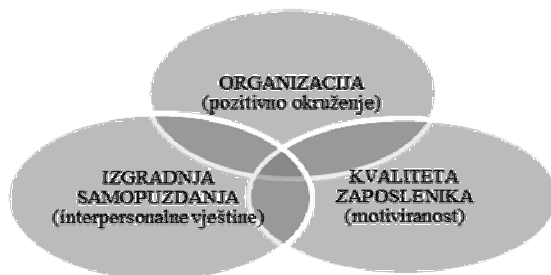 ORGANIZACIJA
(pozitivno okruženje)
IZGRADNJA
SAMOPUZDANJA
(interpersonalne vještine)
KVALITETA
ZAPOSLENIKA
(motiviranost)